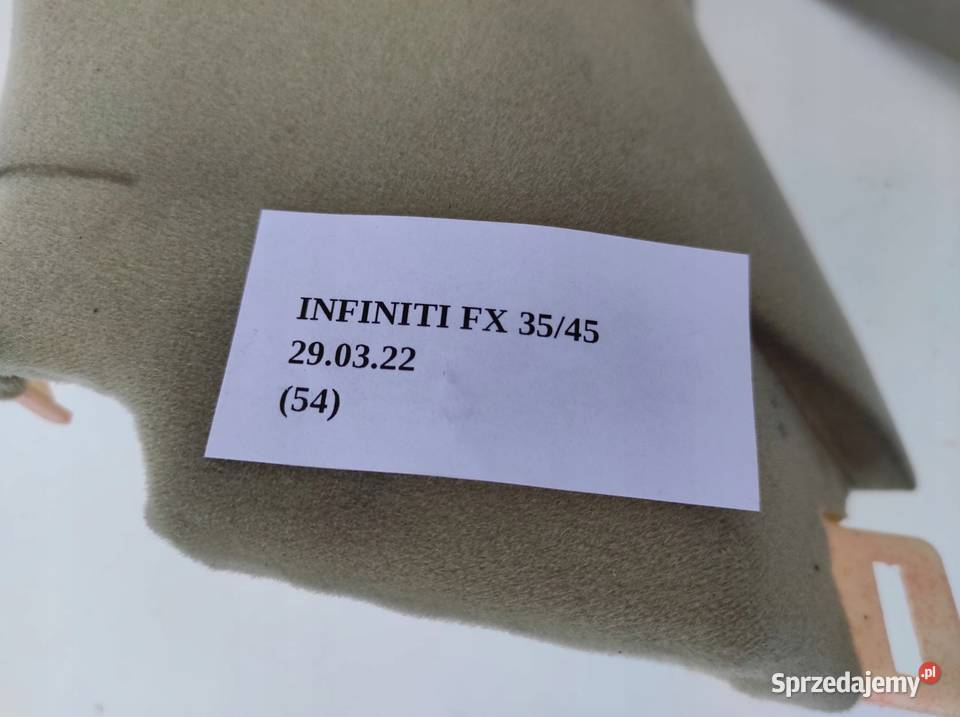 INFINITI FX 35/45
29.03.22
(54)
Sprzedajemy.pl